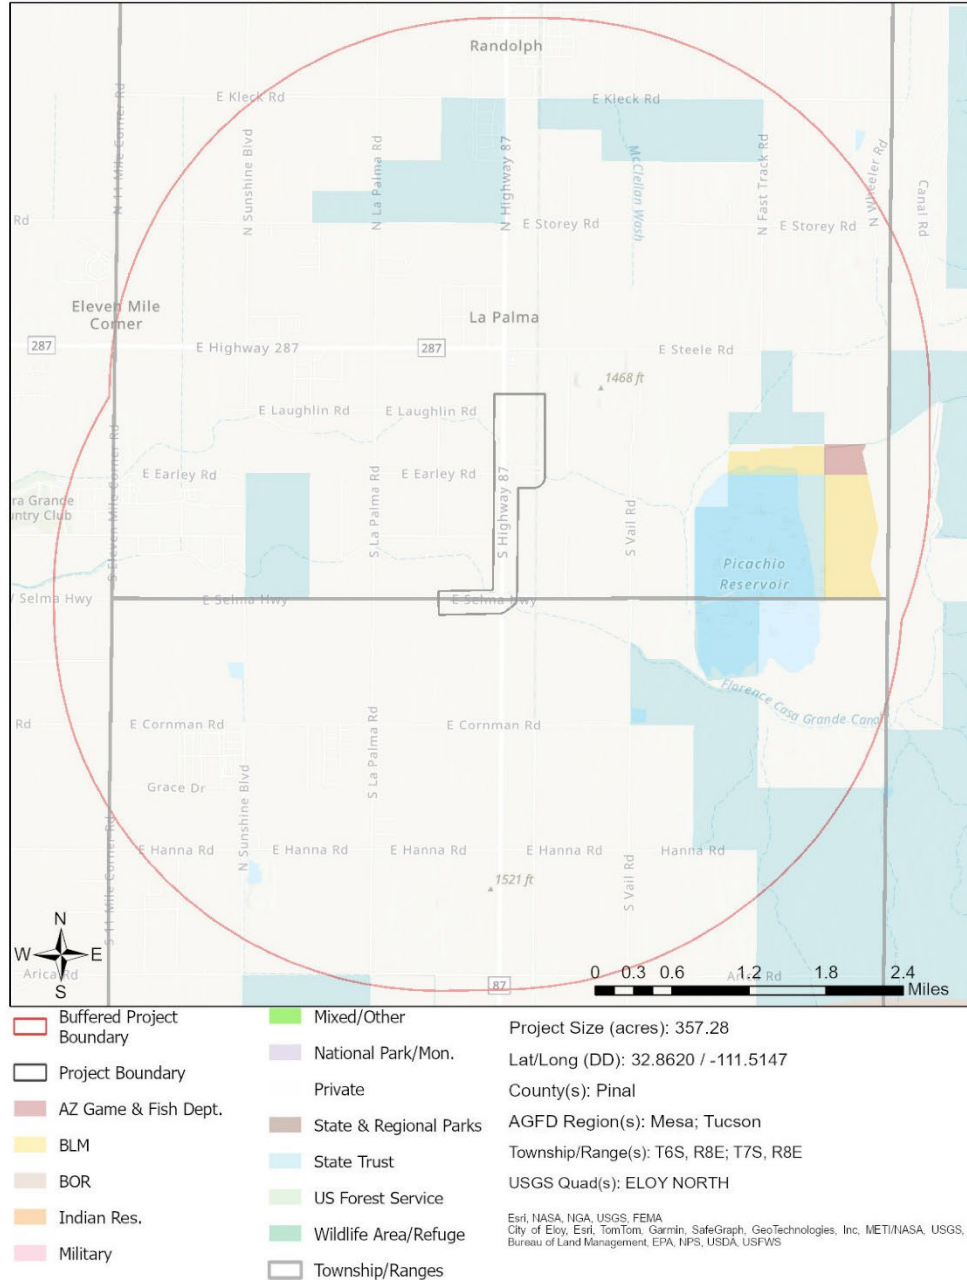 Randolph
E Kleck Rd
E Kleck Rd
N 11 Mile Corner Rd
N Sunshine Blvd
N La Palma Rd
N Highway 87
McClellan Wash
N Fast Track Rd
N Wheeler Rd
Canal Rd
Rd
E Storey Rd
E Storey Rd
Eleven Mile
Corner
La Palma
287
E Highway 287
287
E Steele Rd
1468 ft
E Laughlin Rd
E Laughlin Rd
E Earley Rd
E Earley Rd
S Eleven Mile Corner Rd
S La Palma Rd
S Highway 87
S Vail Rd
ra Grande
untry Club
Picachio
Reservoir
Selma Hwy
E Selma Hwy
E Selma Hwy
Florence Casa Grande Canal
Rd
E Cornman Rd
E Cornman Rd
Grace Dr
N Sunshine Blvd
S La Palma Rd
E Hanna Rd
E Hanna Rd
E Hanna Rd
E Hanna Rd
Hanna Rd
S 11 Mile Corner Rd
S Vail Rd
1521 ft
N
W
E
S
Arica Rd
87
Arica Rd
0 0.3 0.6 1.2 1.8 2.4
Miles
Buffered Project
Boundary
Project Boundary
AZ Game & Fish Dept.
BLM
BOR
Indian Res.
Military
Mixed/Other
National Park/Mon.
Private
State & Regional Parks
State Trust
US Forest Service
Wildlife Area/Refuge
Township/Ranges
Project Size (acres): 357.28
Lat/Long (DD): 32.8620 / -111.5147
County(s): Pinal
AGFD Region(s): Mesa; Tucson
Township/Range(s): T6S, R8E; T7S, R8E
USGS Quad(s): ELOY NORTH
Esri, NASA, NGA, USGS, FEMA
City of Eloy, Esri, TomTom, Garmin, SafeGraph, GeoTechnologies, Inc, METI/NASA, USGS,
Bureau of Land Management, EPA, NPS, USDA, USFWS